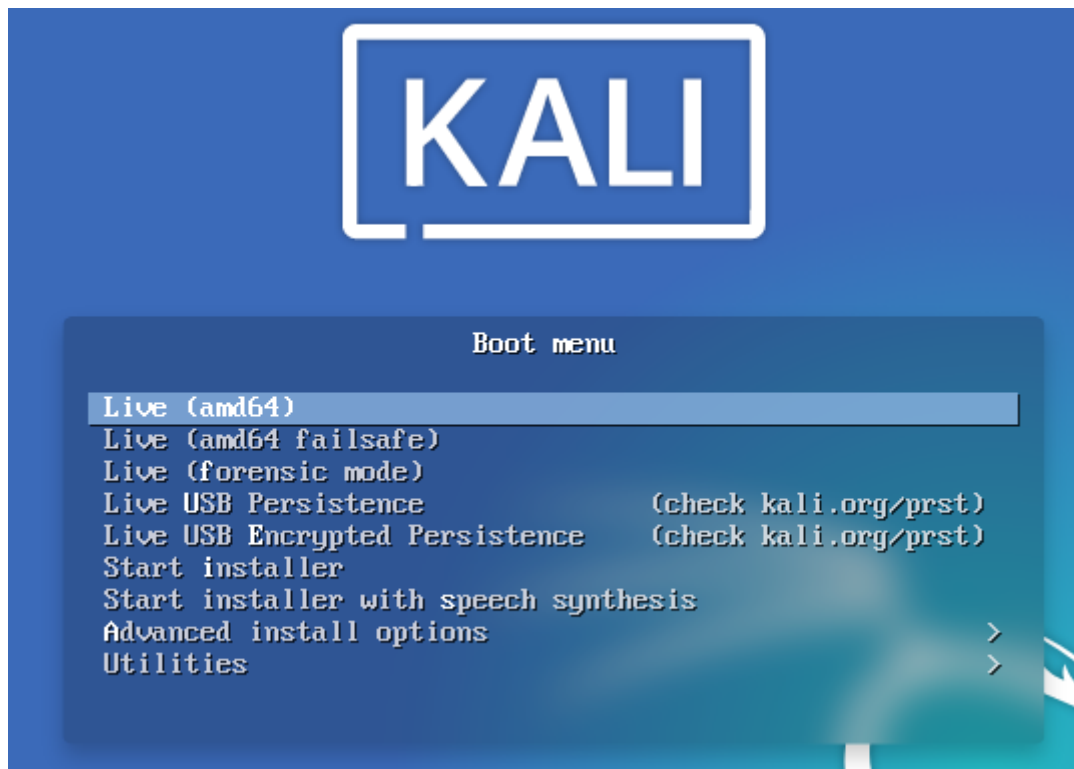 KALI
Boot menu
Live (amd64)
Live (amd64 failsafe)
Live (forensic mode)
Live USB Persistence (check kali.org/prst)
Live USB Encrypted Persistence (check kali.org/prst)
Start installer
Start installer with speech synthesis
Advanced install options >
Utilities >